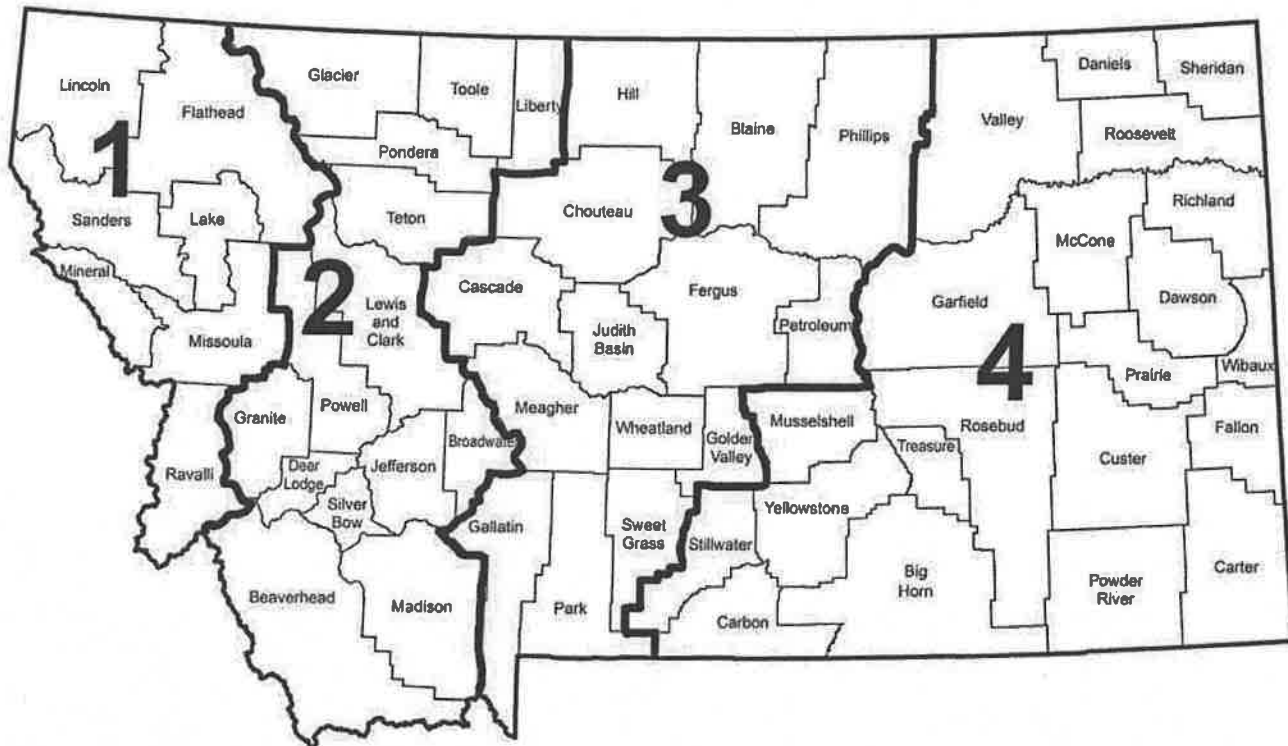 Lincoln
Flathead
Glacier
Toole
Liberty
Hill
Blaine
Phillips
Valley
Daniels
Sheridan
Roosevelt
1
Pondera
Sanders
Lake
Teton
Chouteau
3
Richland
McCone
Mineral
2
Lewis
and
Clark
Cascade
Fergus
Garfield
Dawson
Missoula
Judith
Basin
Petroleum
4
Prairie
Wibaux
Granite
Powell
Meagher
Wheatland
Golden
Valley
Musselshell
Rosebud
Treasure
Custer
Fallon
Broadwater
Ravalli
Deer
Lodge
Jefferson
Silver
Bow
Gallatin
Sweet
Grass
Stillwater
Yellowstone
Beaverhead
Madison
Park
Carbon
Big
Horn
Powder
River
Carter